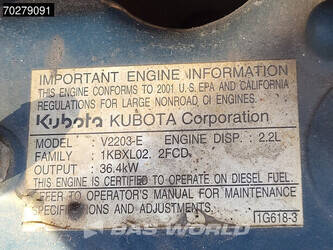 70279091
IMPORTANT ENGINE INFORMATION
THIS ENGINE CONFORMS TO 2001 U.S. EPA AND CALIFORNIA
REGULATIONS FOR LARGE NONROAD CI ENGINES.
Kubota KUBOTA Corporation
MODEL : V2203-E ENGINE DISP. : 2.2L
FAMILY : 1KBXL02. 2FCD
OUTPUT : 36.4kW
THIS ENGINE IS CERTIFIED TO OPERATE ON DIESEL FUEL.
REFER TO OPERATOR'S MANUAL FOR MAINTENANCE
SPECIFICATIONS AND ADJUSTMENTS.
1G618-3
BAS WORLD